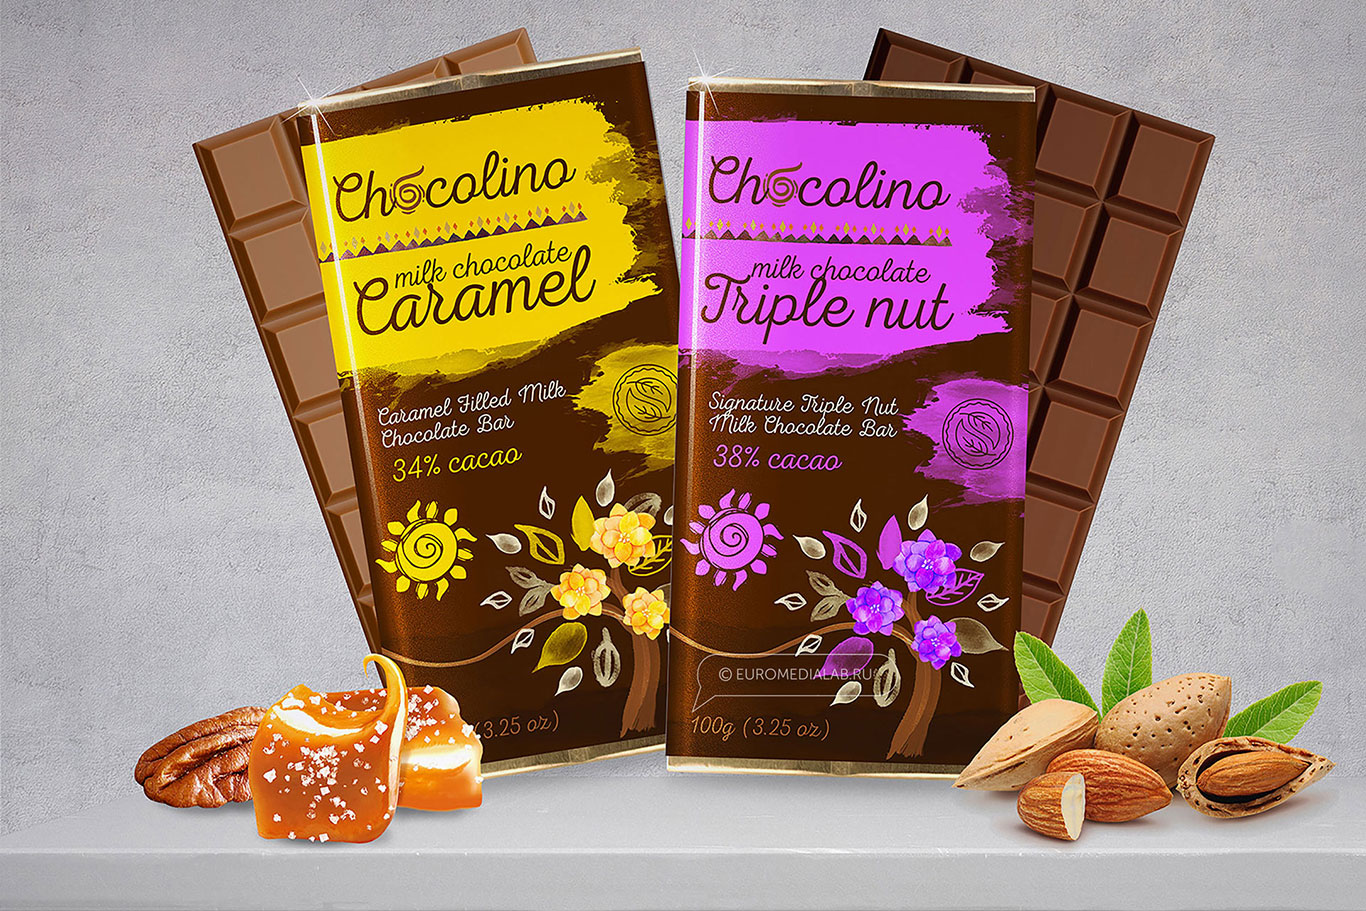 Chocolino
milk chocolate
Caramel
Caramel Filled Milk
Chocolate Bar
34% cacao
(3.25 oz)
Chocolino
milk chocolate
Triple nut
Signature Triple Nut
Milk Chocolate Bar
38% cacao
© EUROMEDIALAB.RU
100g (3.25 oz)